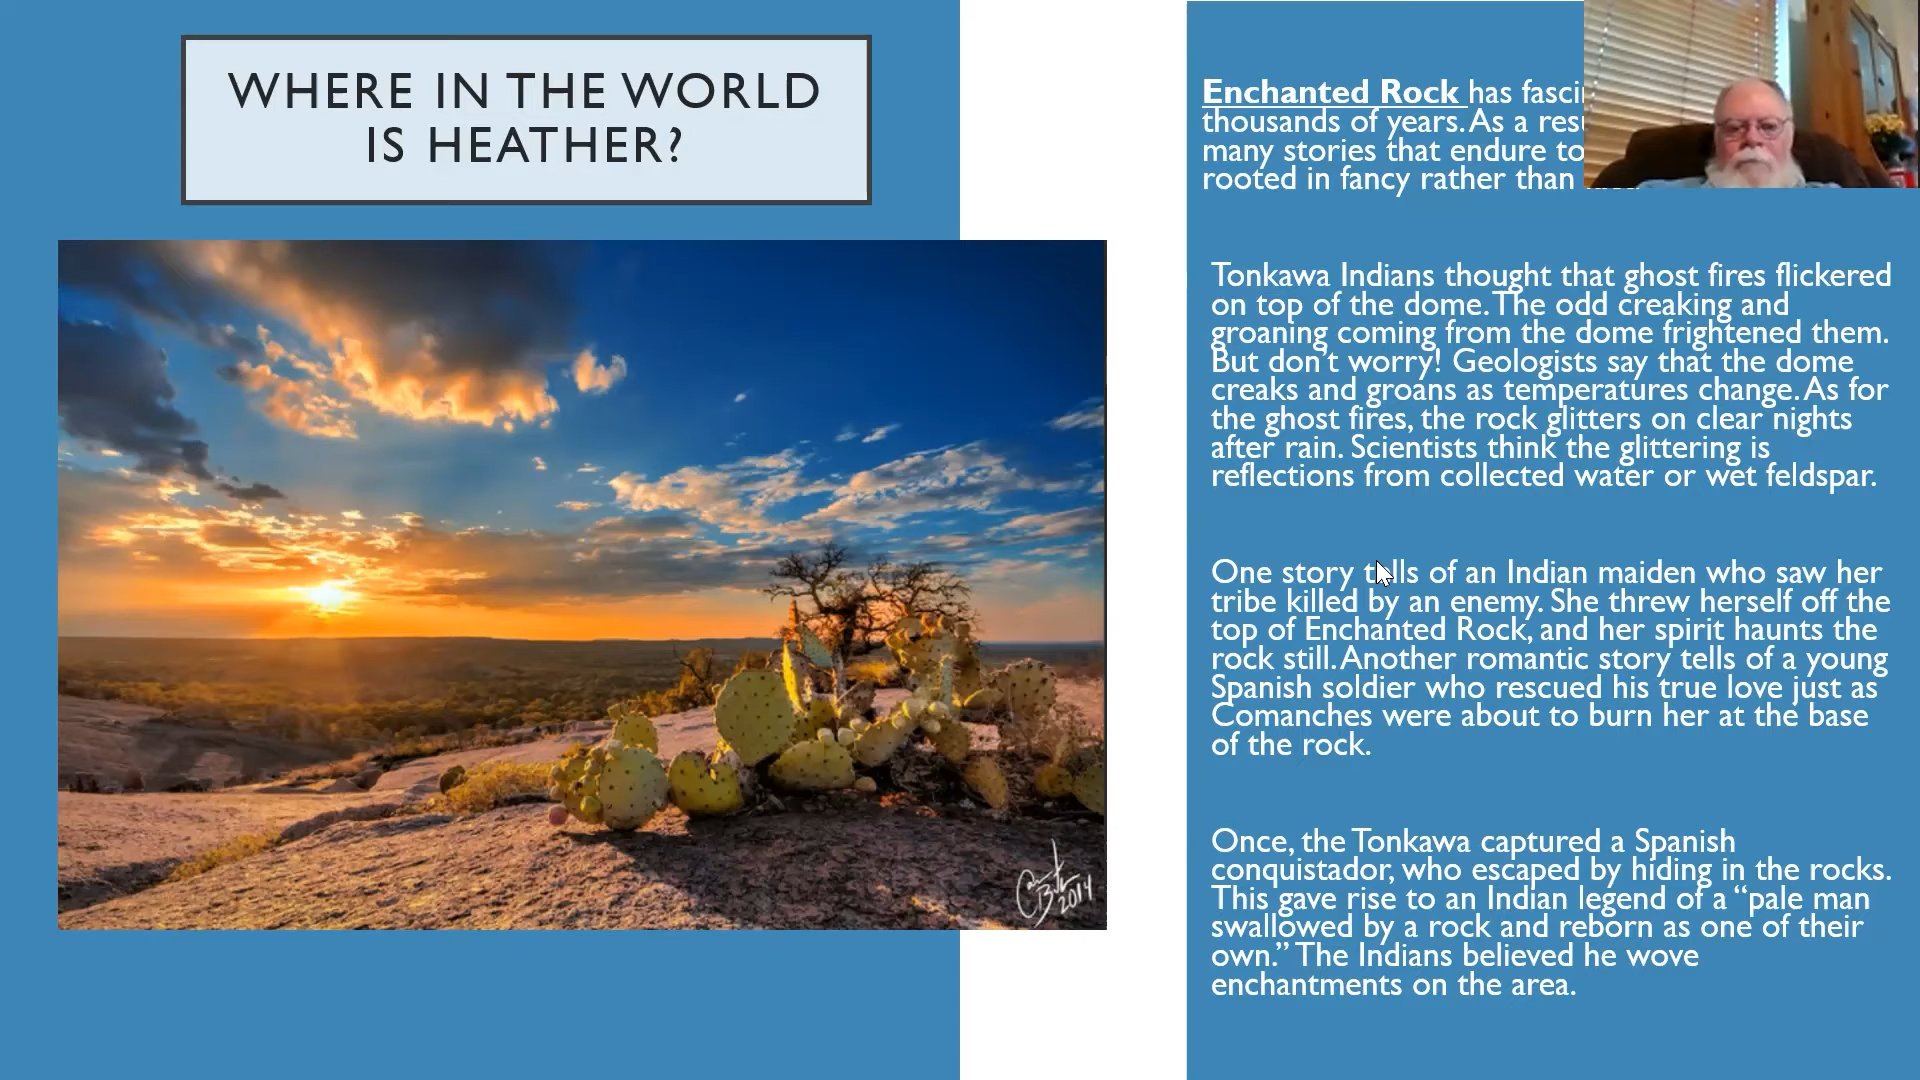 WHERE IN THE WORLD
IS HEATHER?
Enchanted Rock has
thousands of years. As a
many stories that endure
rooted in fancy rather than
Tonkawa Indians thought that ghost fires flickered
on top of the dome. The odd creaking and
groaning coming from the dome frightened them.
But don’t worry! Geologists say that the dome
creaks and groans as temperatures change. As for
the ghost fires, the rock glitters on clear nights
after rain. Scientists think the glittering is
reflections from collected water or wet feldspar.
One story tells of an Indian maiden who saw her
tribe killed by an enemy. She threw herself off the
top of Enchanted Rock, and her spirit haunts the
rock still. Another romantic story tells of a young
Spanish soldier who rescued his true love just as
Comanches were about to burn her at the base
of the rock.
Once, the Tonkawa captured a Spanish
conquistador, who escaped by hiding in the rocks.
This gave rise to an Indian legend of a “pale man
swallowed by a rock and reborn as one of their
own.” The Indians believed he wove
enchantments on the area.
2014